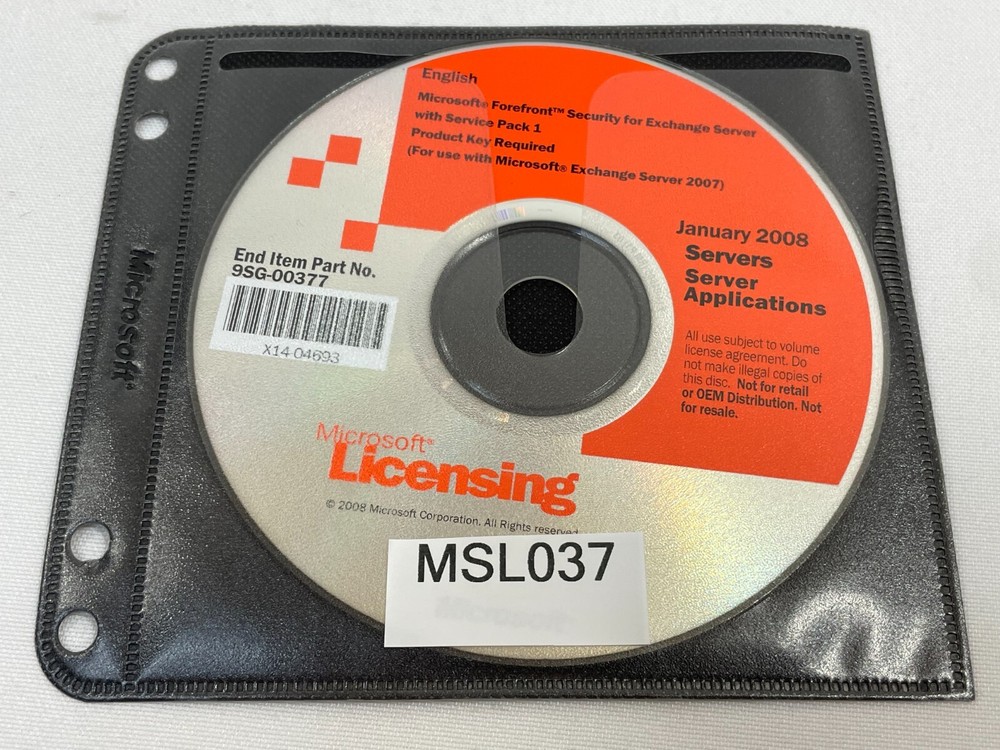 English
Microsoft® Forefront™ Security for Exchange Server
with Service Pack 1
Product Key Required
(For use with Microsoft® Exchange Server 2007)
January 2008
Servers
Server
Applications
All use subject to volume
license agreement. Do
not make illegal copies of
this disc. Not for retail
or OEM Distribution. Not
for resale.
End Item Part No.
9SG-00377
X14 04693
Microsoft®
Microsoft®
Licensing
© 2008 Microsoft Corporation. All Rights reserved.
MSL037